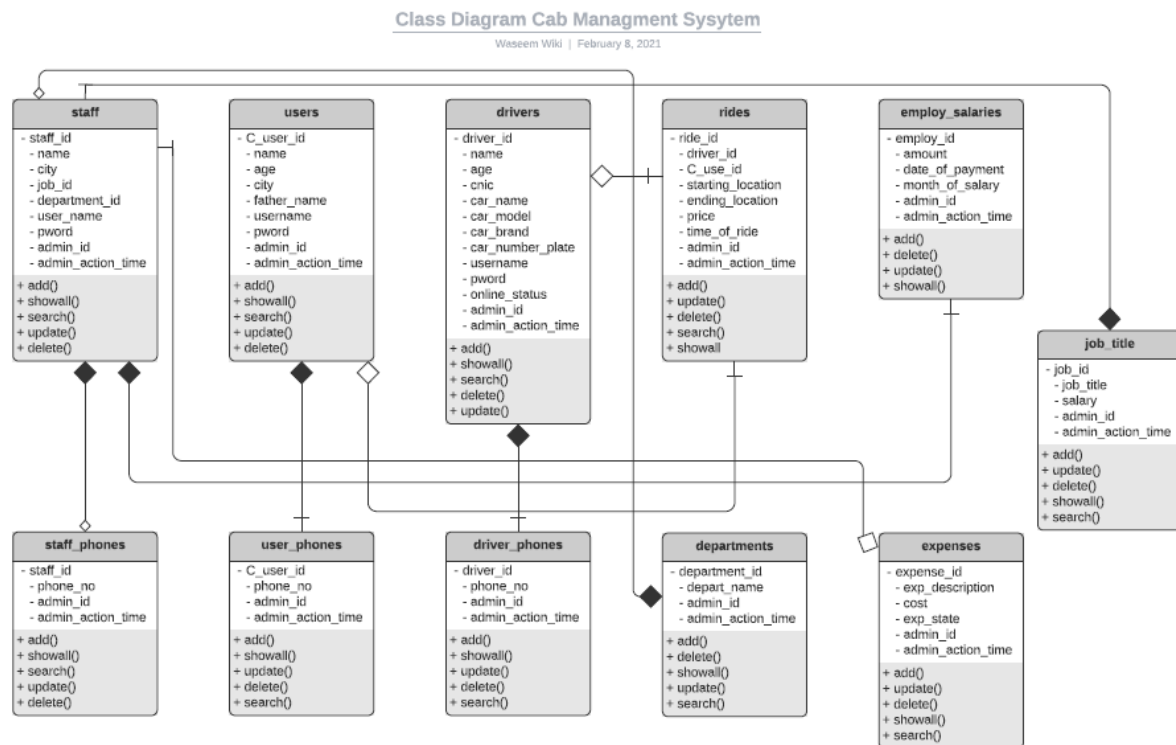 Class Diagram Cab Managment Sysytem
Waseem Wiki | February 8, 2021
staff
- staff_id
- name
- city
- job_id
- department_id
- user_name
- pword
- admin_id
- admin_action_time
+ add()
+ showall()
+ search()
+ update()
+ delete()
users
- C_user_id
- name
- age
- city
- father_name
- username
- pword
- admin_id
- admin_action_time
+ add()
+ showall()
+ search()
+ update()
+ delete()
drivers
- driver_id
- name
- age
- cnic
- car_name
- car_model
- car_brand
- car_number_plate
- username
- pword
- online_status
- admin_id
- admin_action_time
+ add()
+ showall()
+ search()
+ delete()
+ update()
rides
- ride_id
- driver_id
- C_use_id
- starting_location
- ending_location
- price
- time_of_ride
- admin_id
- admin_action_time
+ add()
+ update()
+ delete()
+ search()
+ showall
employ_salaries
- employ_id
- amount
- date_of_payment
- month_of_salary
- admin_id
- admin_action_time
+ add()
+ delete()
+ update()
+ showall()
job_title
- job_id
- job_title
- salary
- admin_id
- admin_action_time
+ add()
+ update()
+ delete()
+ showall()
+ search()
staff_phones
- staff_id
- phone_no
- admin_id
- admin_action_time
+ add()
+ showall()
+ search()
+ update()
+ delete()
user_phones
- C_user_id
- phone_no
- admin_id
- admin_action_time
+ add()
+ showall()
+ update()
+ delete()
+ search()
driver_phones
- driver_id
- phone_no
- admin_id
- admin_action_time
+ add()
+ showall()
+ update()
+ delete()
+ search()
departments
- department_id
- depart_name
- admin_id
- admin_action_time
+ add()
+ delete()
+ showall()
+ update()
+ search()
expenses
- expense_id
- exp_description
- cost
- exp_state
- admin_id
- admin_action_time
+ add()
+ update()
+ delete()
+ showall()
+ search()